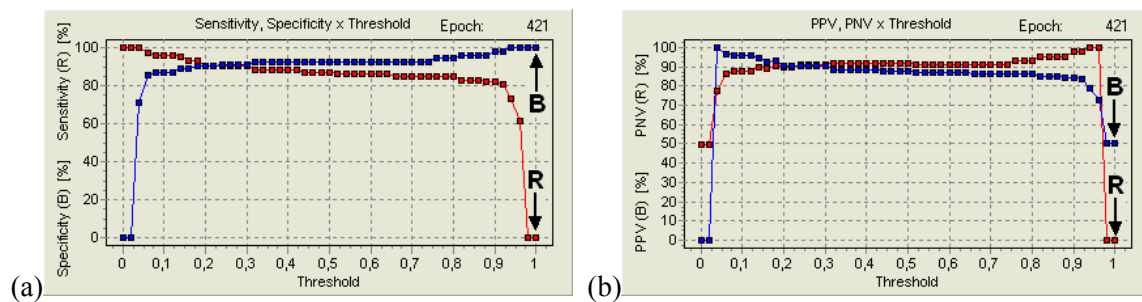 Sensitivity, Specificity x Threshold Epoch: 421
Specificity (B) [%] Sensitivity (R) [%]
100
80
60
40
20
0
B
R
0 0,1 0,2 0,3 0,4 0,5 0,6 0,7 0,8 0,9 1
Threshold
(a)
PPV, PNV x Threshold Epoch: 421
PPV (B) [%] PNV (R) [%]
100
90
80
70
60
50
40
30
20
10
0
B
R
0 0,1 0,2 0,3 0,4 0,5 0,6 0,7 0,8 0,9 1
Threshold
(b)